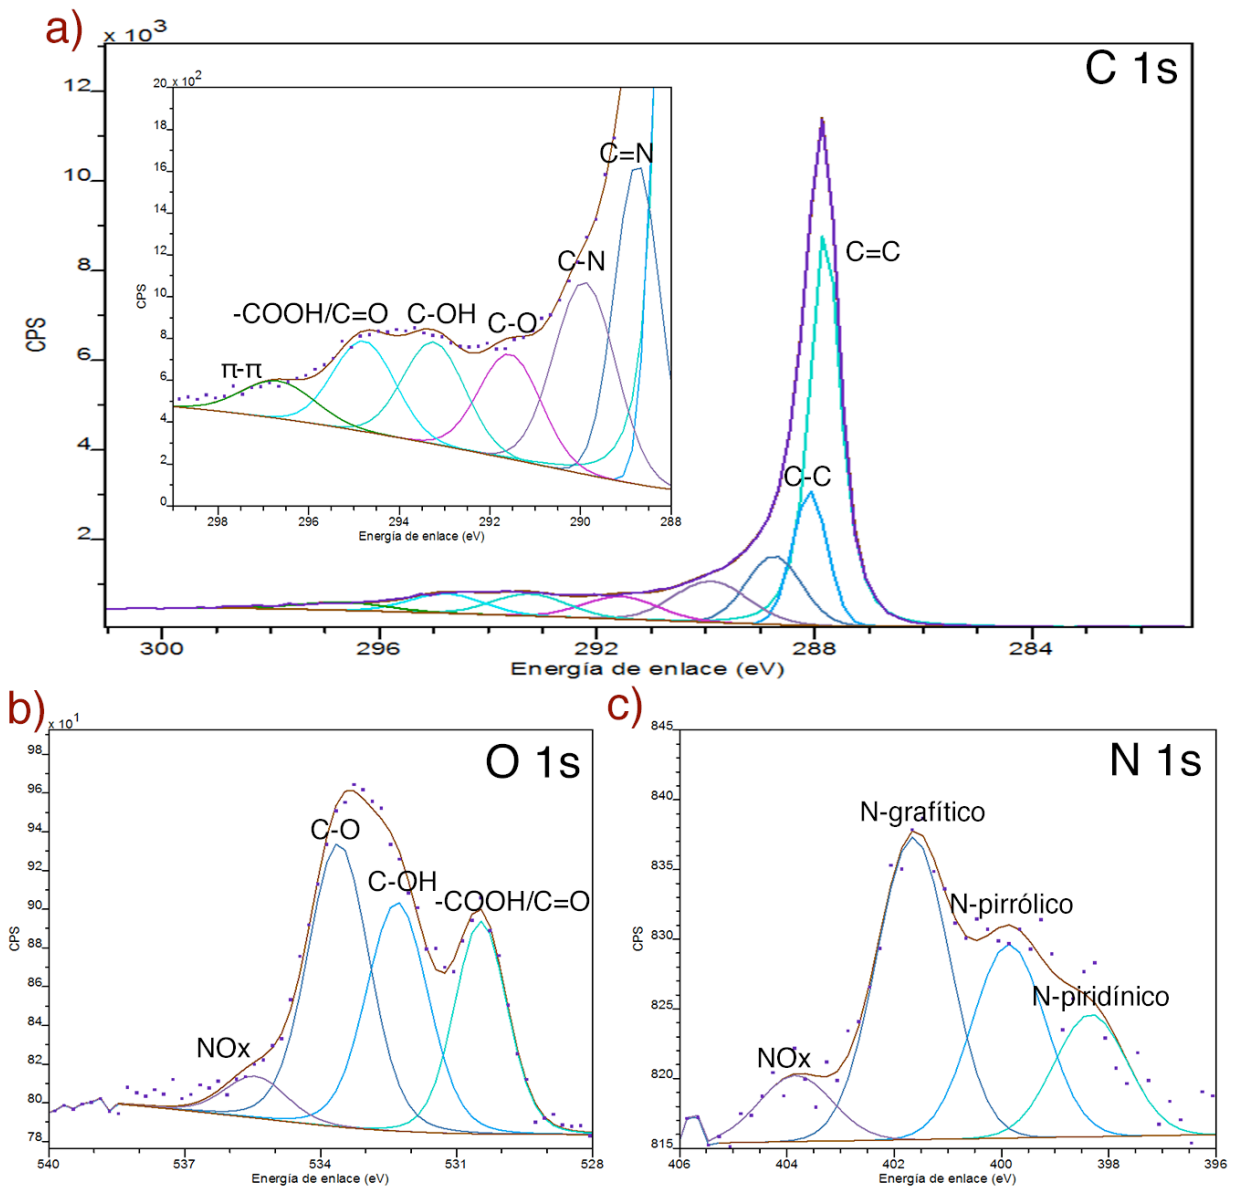 a)
x 10³
C 1s
12
10
8
6
4
2
CPS
C=C
C-C
300
296
292
288
284
Energía de enlace (eV)
20 x 10²
18
16
14
12
10
8
6
4
2
0
CPS
C=N
C-N
-COOH/C=O
C-OH
C-O
π-π
298
296
294
292
290
288
Energía de enlace (eV)
b)
x 10¹
O 1s
98
96
94
92
90
88
86
84
82
80
78
CPS
C-O
C-OH
-COOH/C=O
NOx
540
537
534
531
528
Energía de enlace (eV)
c)
N 1s
845
840
835
830
825
820
815
CPS
N-grafítico
N-pirrólico
N-piridínico
NOx
406
404
402
400
398
396
Energía de enlace (eV)